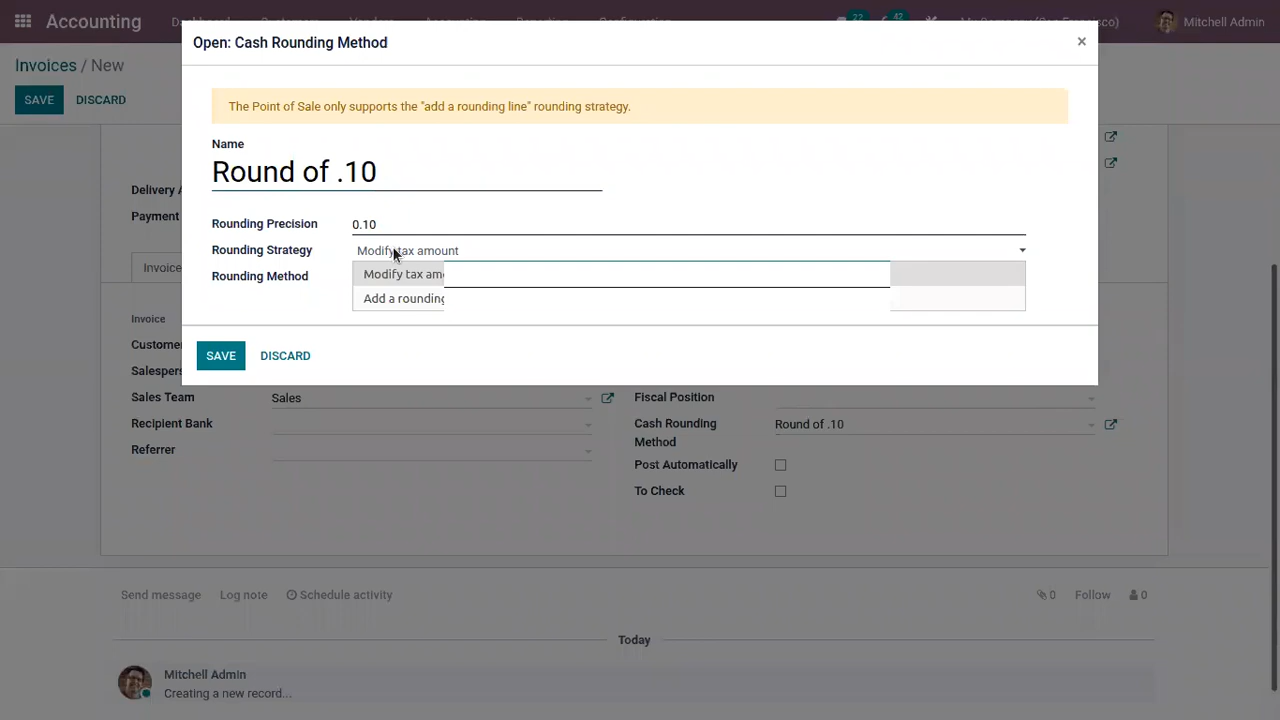 Accounting
22
42
Mitchell Admin
Open: Cash Rounding Method
×
Invoices / New
SAVE
DISCARD
The Point of Sale only supports the "add a rounding line" rounding strategy.
Name
Round of .10
Rounding Precision
0.10
Rounding Strategy
Modify tax amount
Rounding Method
Modify tax
Add a rounding
Delivery
Payment
Invoice
Invoice
SAVE
DISCARD
Sales Team
Sales
Fiscal Position
Recipient Bank
Cash Rounding
Method
Round of .10
Referrer
Post Automatically
To Check
Send message
Log note
Schedule activity
0
Follow
0
Today
Mitchell Admin
Creating a new record...